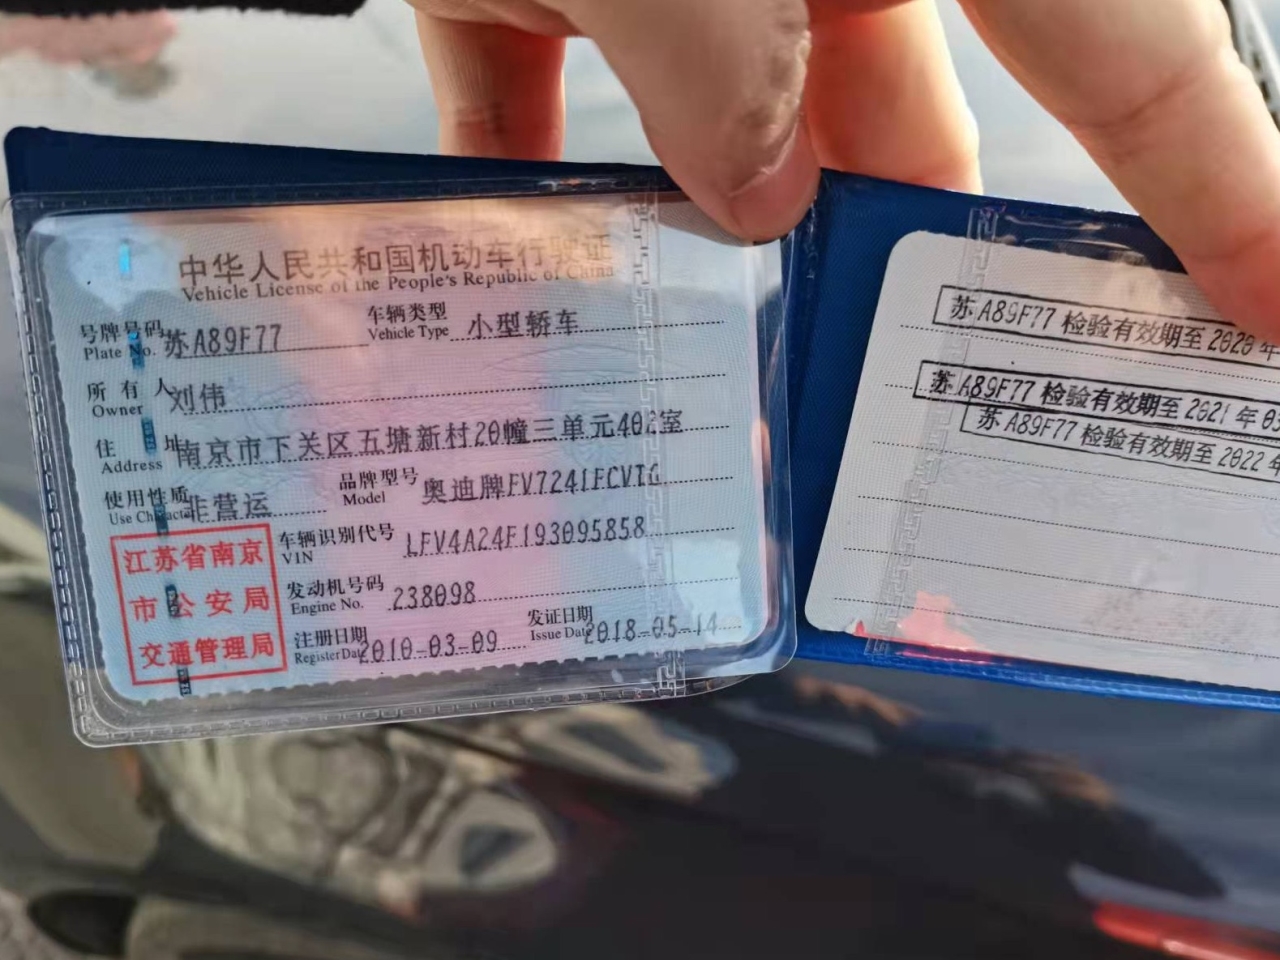 中华人民共和国机动车行驶证
Vehicle License of the People's Republic of China
号牌号码 苏A89F77 车辆类型 小型轿车
Plate No. Vehicle Type
所有人 刘伟
Owner
住址 南京市下关区五塘新村20幢三单元402室
Address
使用性质 非营运 品牌型号 奥迪牌FV7241FCVTG
Use Character Model
车辆识别代号 LFV4A24F193095858
VIN
发动机号码 238098
Engine No.
注册日期 2010-03-09 发证日期 2018-05-14
Register Date Issue Date
江苏省南京
市公安局
交通管理局
苏A89F77 检验有效期至 2020 年
苏A89F77 检验有效期至 2021 年 03
苏A89F77 检验有效期至 2022 年